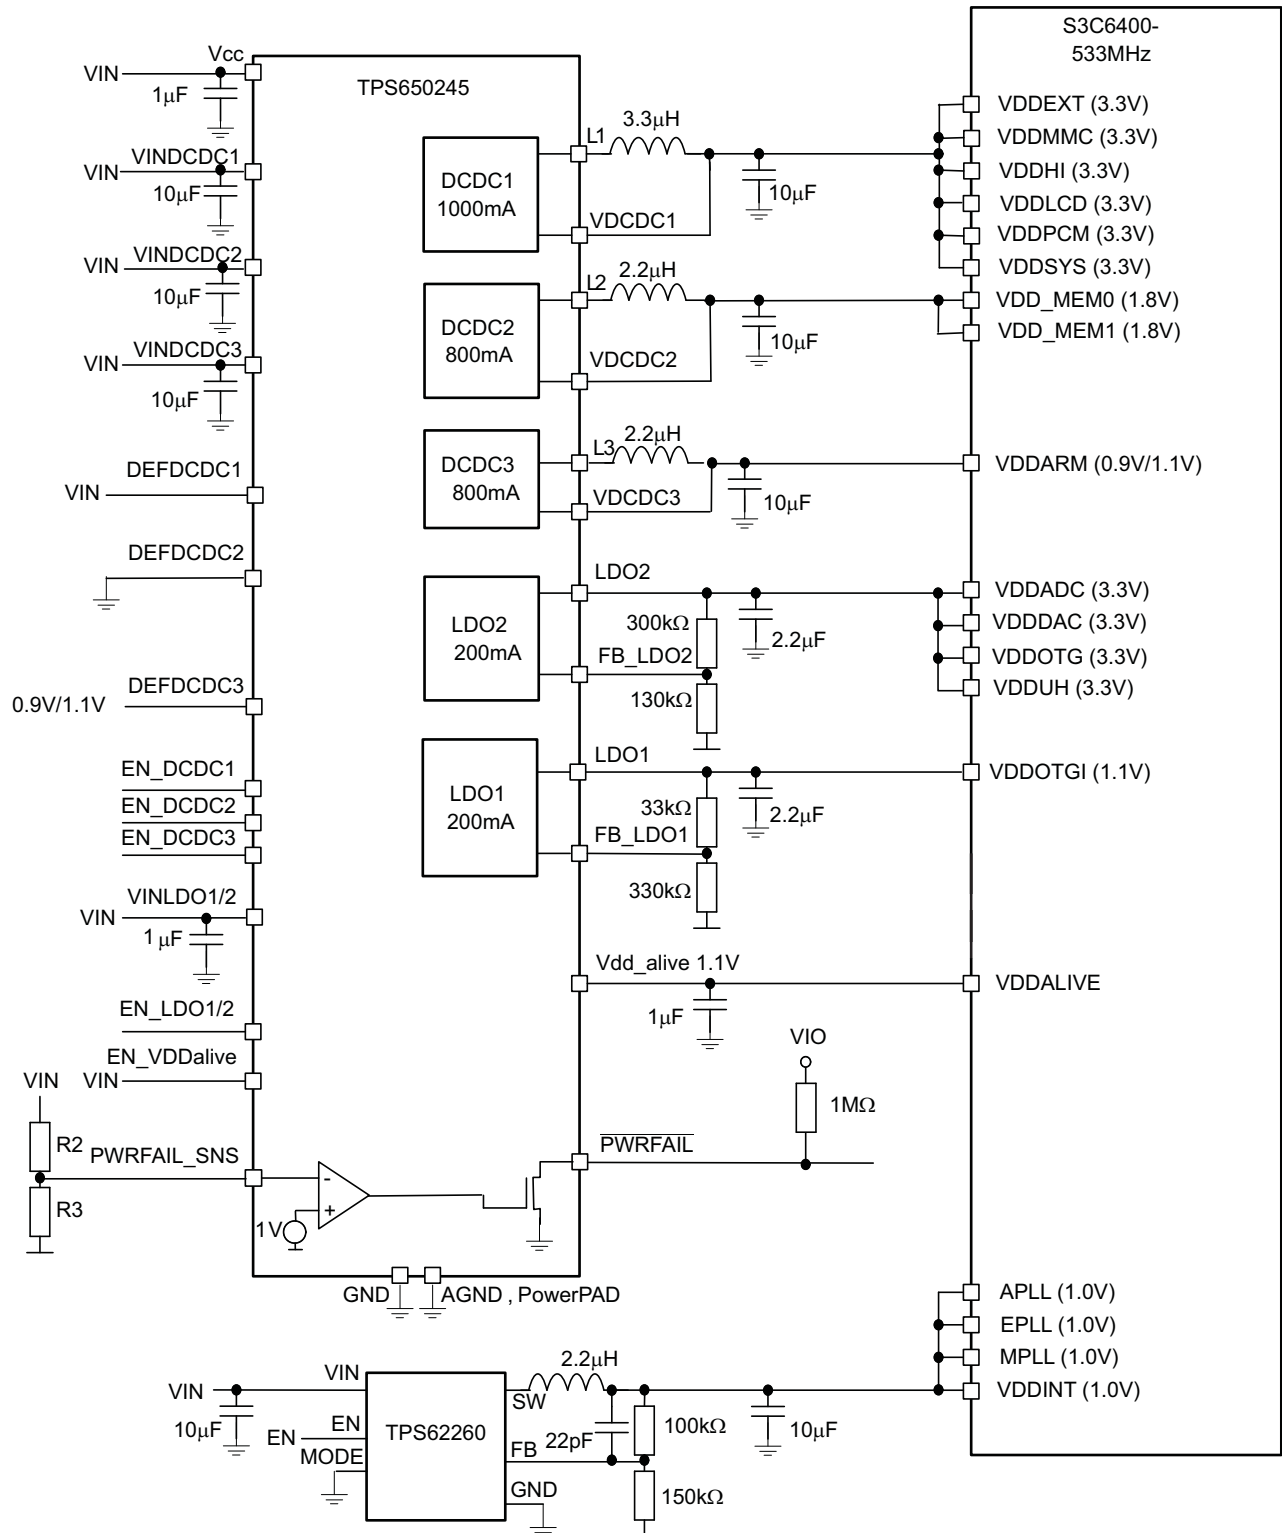 S3C6400-
533MHz
Vcc
VIN
1μF
TPS650245
VDDEXT (3.3V)
3.3μH
L1
VDDMMC (3.3V)
VINDCDC1
VIN
10μF
DCDC1
1000mA
10μF
VDDHI (3.3V)
VDDLCD (3.3V)
VDCDC1
VDDPCM (3.3V)
VINDCDC2
VIN
10μF
2.2μH
L2
VDDSYS (3.3V)
VDD_MEM0 (1.8V)
DCDC2
800mA
10μF
VDD_MEM1 (1.8V)
VINDCDC3
VIN
10μF
VDCDC2
2.2μH
L3
DCDC3
800mA
VDDARM (0.9V/1.1V)
DEFDCDC1
VIN
VDCDC3
10μF
DEFDCDC2
LDO2
VDDADC (3.3V)
LDO2
200mA
300kΩ
2.2μF
VDDDAC (3.3V)
FB_LDO2
VDDOTG (3.3V)
DEFDCDC3
0.9V/1.1V
130kΩ
VDDUH (3.3V)
LDO1
VDDOTGI (1.1V)
EN_DCDC1
EN_DCDC2
EN_DCDC3
LDO1
200mA
33kΩ
2.2μF
FB_LDO1
330kΩ
VINLDO1/2
VIN
1μF
Vdd_alive 1.1V
VDDALIVE
1μF
EN_LDO1/2
VIO
EN_VDDalive
VIN
VIN
1MΩ
R2
PWRFAIL_SNS
PWRFAIL
R3
-
+
1V
GND
AGND , PowerPAD
APLL (1.0V)
EPLL (1.0V)
MPLL (1.0V)
VDDINT (1.0V)
VIN
VIN
10μF
2.2μH
SW
EN
EN
MODE
TPS62260
22pF
100kΩ
10μF
FB
GND
150kΩ